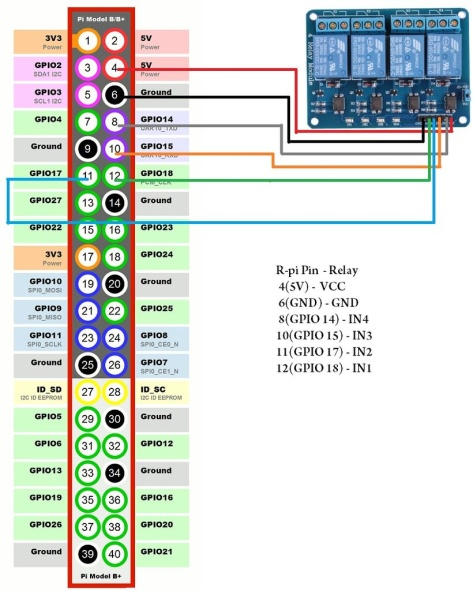 Pi Model B/B+
3V3 Power 1 2 5V Power
GPIO2 SDA1 I2C 3 4 5V Power
GPIO3 SCL1 I2C 5 6 Ground
GPIO4 7 8 GPIO14 UART0_TXD
Ground 9 10 GPIO15 UART0_RXD
GPIO17 11 12 GPIO18 PCM_CLK
GPIO27 13 14 Ground
GPIO22 15 16 GPIO23
3V3 Power 17 18 GPIO24
GPIO10 SPI0_MOSI 19 20 Ground
GPIO9 SPI0_MISO 21 22 GPIO25
GPIO11 SPI0_SCLK 23 24 GPIO8 SPI0_CE0_N
Ground 25 26 GPIO7 SPI0_CE1_N
ID_SD I2C ID EEPROM 27 28 ID_SC I2C ID EEPROM
GPIO5 29 30 Ground
GPIO6 31 32 GPIO12
GPIO13 33 34 Ground
GPIO19 35 36 GPIO16
GPIO26 37 38 GPIO20
Ground 39 40 GPIO21
Pi Model B+
4 Relay Module
R-pi Pin - Relay
4(5V) - VCC
6(GND) - GND
8(GPIO 14) - IN4
10(GPIO 15) - IN3
11(GPIO 17) - IN2
12(GPIO 18) - IN1